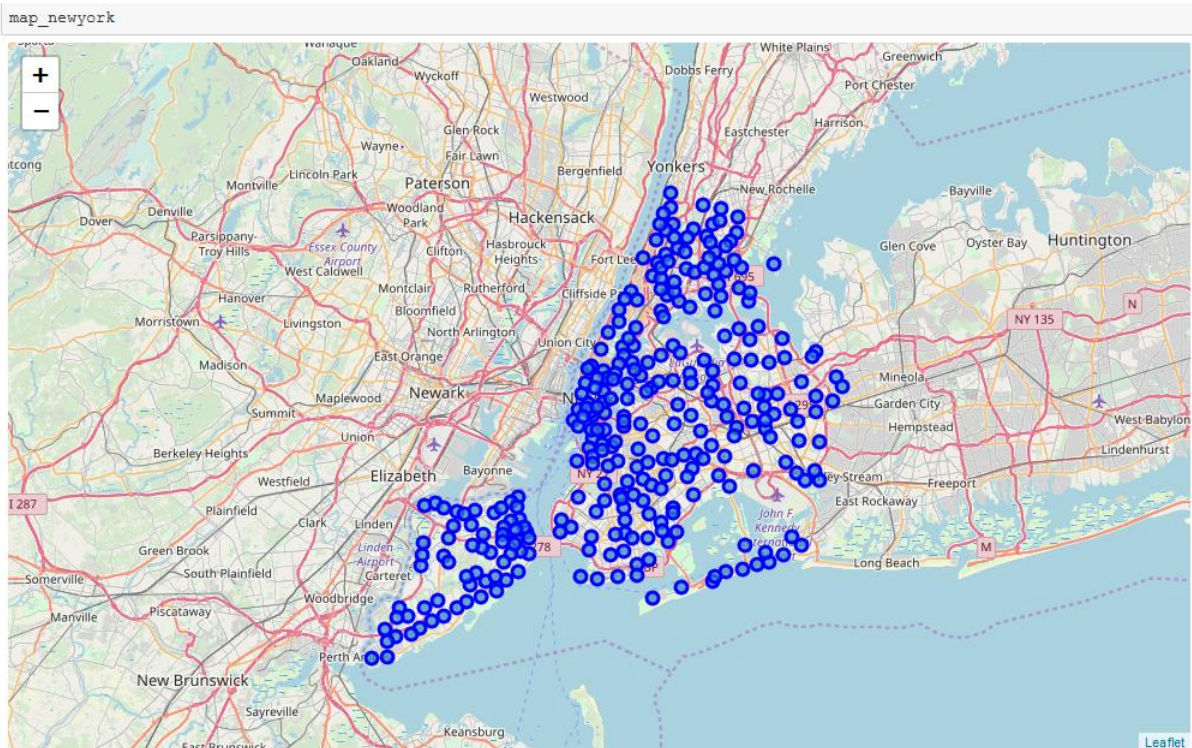 map_newyork
+
−
Wanaque
Oakland
Wyckoff
Dobbs Ferry
White Plains
Greenwich
Port Chester
Westwood
Harrison
Glen Rock
Eastchester
Wayne
Fair Lawn
Bergenfield
Yonkers
Lincoln Park
Montville
Paterson
New Rochelle
Bayville
Woodland
Park
Hackensack
Denville
Dover
Parsippany-
Troy Hills
Essex County
Airport
Clifton
Hasbrouck
Heights
Fort Lee
Glen Cove
Oyster Bay
Huntington
West Caldwell
Hanover
Montclair
Rutherford
Cliffside
N
Bloomfield
NY 135
Morristown
Livingston
North Arlington
Union City
East Orange
Madison
Newark
Mineola
Maplewood
Garden City
Summit
West Babylon
Union
Hempstead
Berkeley Heights
Lindenhurst
Elizabeth
Bayonne
Westfield
Freeport
I 287
Plainfield
East Rockaway
Clark
Linden
John F.
Kennedy
278
Green Brook
Linden
Airport
M
Long Beach
South Plainfield
Carteret
Somerville
Woodbridge
Piscataway
Manville
Perth
New Brunswick
Sayreville
Keansburg
East Brunswick
Leaflet